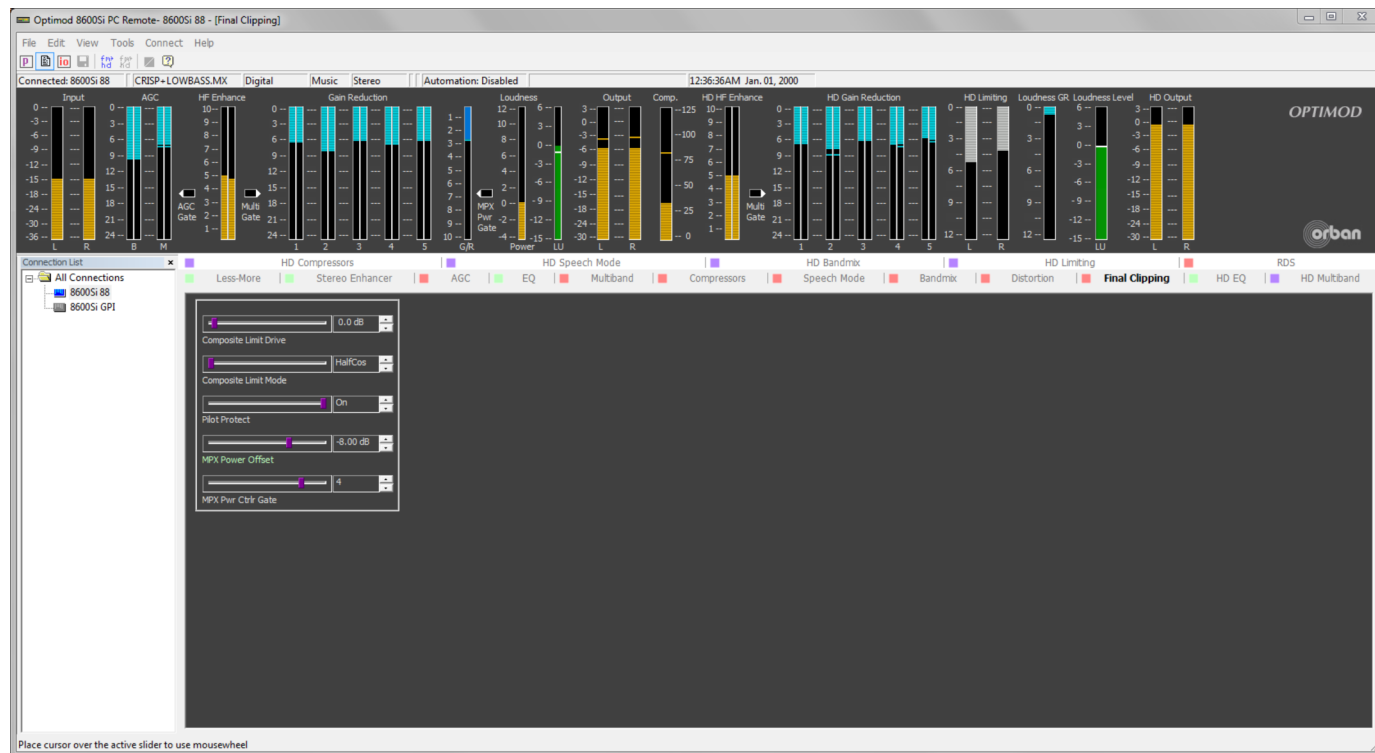 Optimod 8600Si PC Remote- 8600Si 88 - [Final Clipping]
File Edit View Tools Connect Help
Connected: 8600Si 88 CRISP+LOWBASS.MX Digital Music Stereo Automation: Disabled 12:36:36AM Jan. 01, 2000
Input AGC HF Enhance Gain Reduction Loudness Output Comp. HD HF Enhance HD Gain Reduction HD Limiting Loudness GR Loudness Level HD Output
OPTIMOD
AGC Gate
Multi Gate
MPX Pwr Gate
Multi Gate
L R B M 1 2 3 4 5 G/R Power LU L R 1 2 3 4 5 L R LU L R
orban
Connection List x
All Connections
8600Si 88
8600Si GPI
HD Compressors HD Speech Mode HD Bandmix HD Limiting RDS
Less-More Stereo Enhancer AGC EQ Multiband Compressors Speech Mode Bandmix Distortion Final Clipping HD EQ HD Multiband
0.0 dB
Composite Limit Drive
HalfCos
Composite Limit Mode
On
Pilot Protect
-8.00 dB
MPX Power Offset
4
MPX Pwr Ctrlr Gate
Place cursor over the active slider to use mousewheel